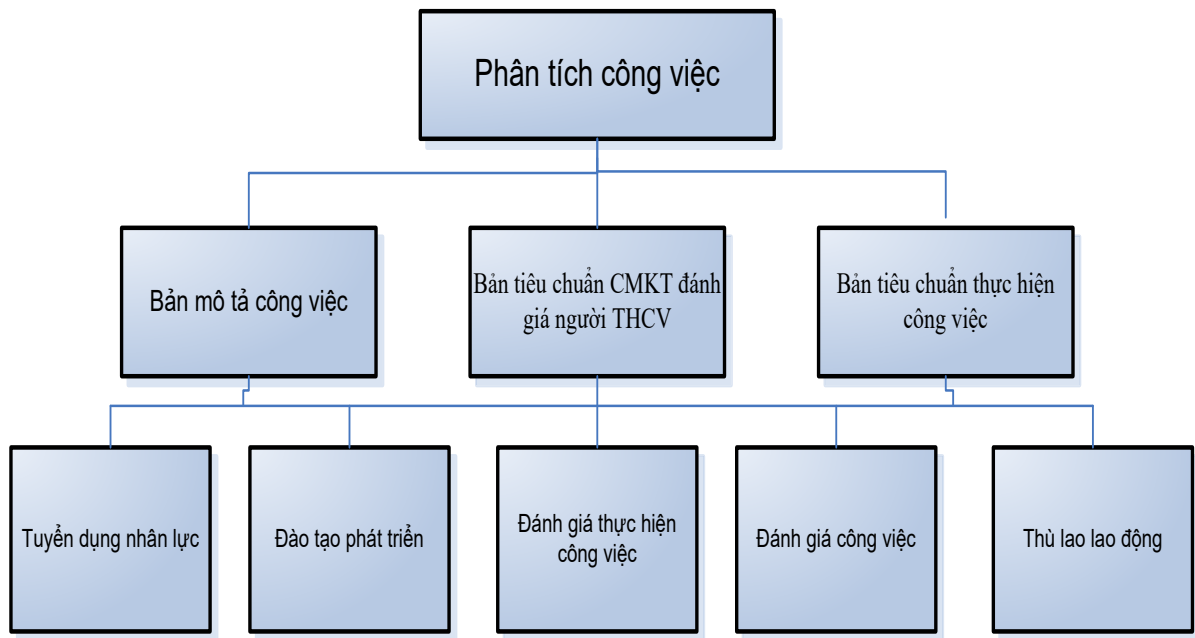 Phân tích công việc
Bản mô tả công việc
Bản tiêu chuẩn CMKT đánh
giá người THCV
Bản tiêu chuẩn thực hiện
công việc
Tuyển dụng nhân lực
Đào tạo phát triển
Đánh giá thực hiện
công việc
Đánh giá công việc
Thù lao lao động